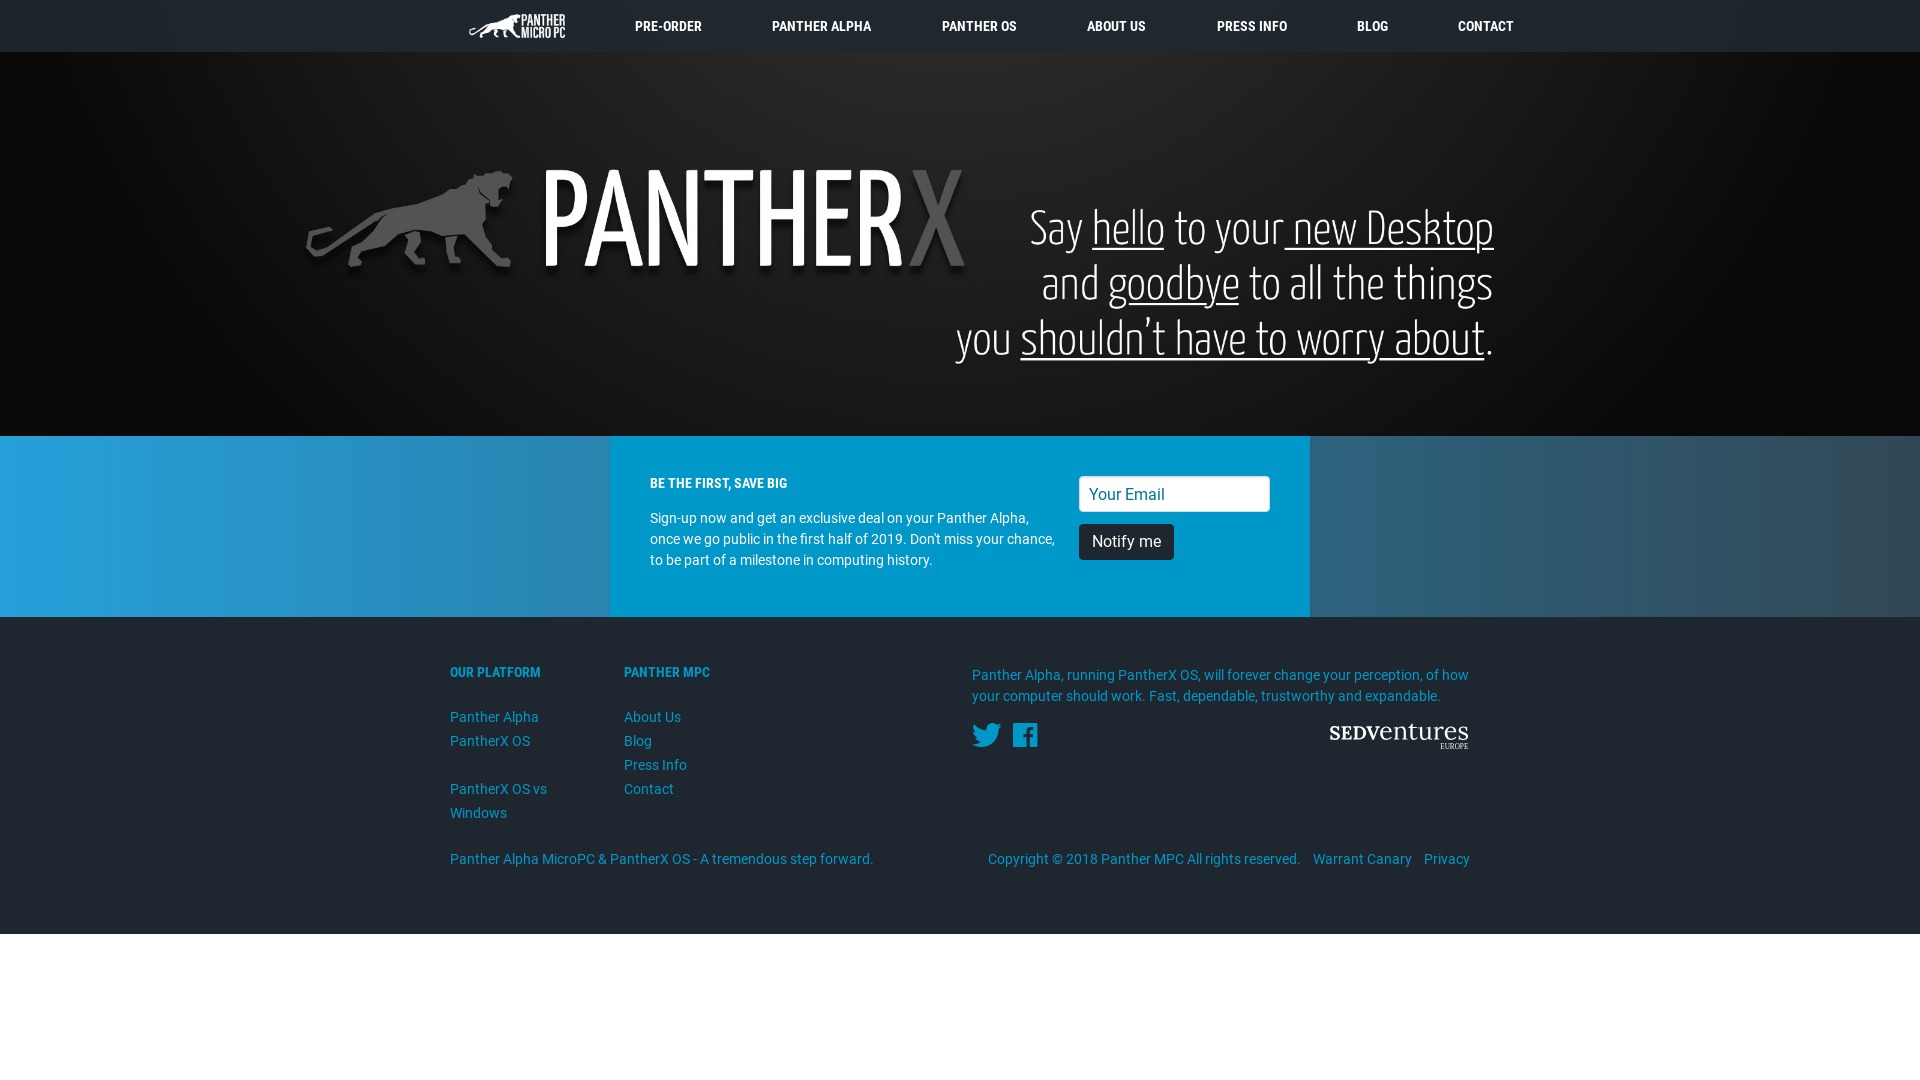 PANTHER
MICRO PC
PRE-ORDER
PANTHER ALPHA
PANTHER OS
ABOUT US
PRESS INFO
BLOG
CONTACT
PANTHERX
Say hello to your new Desktop
and goodbye to all the things
you shouldn't have to worry about.
BE THE FIRST, SAVE BIG
Sign-up now and get an exclusive deal on your Panther Alpha,
once we go public in the first half of 2019. Don't miss your chance,
to be part of a milestone in computing history.
Your Email
Notify me
OUR PLATFORM
Panther Alpha
PantherX OS
PantherX OS vs
Windows
PANTHER MPC
About Us
Blog
Press Info
Contact
Panther Alpha, running PantherX OS, will forever change your perception, of how
your computer should work. Fast, dependable, trustworthy and expandable.
SEDVentures
EUROPE
Panther Alpha MicroPC & PantherX OS - A tremendous step forward.
Copyright © 2018 Panther MPC All rights reserved. Warrant Canary Privacy